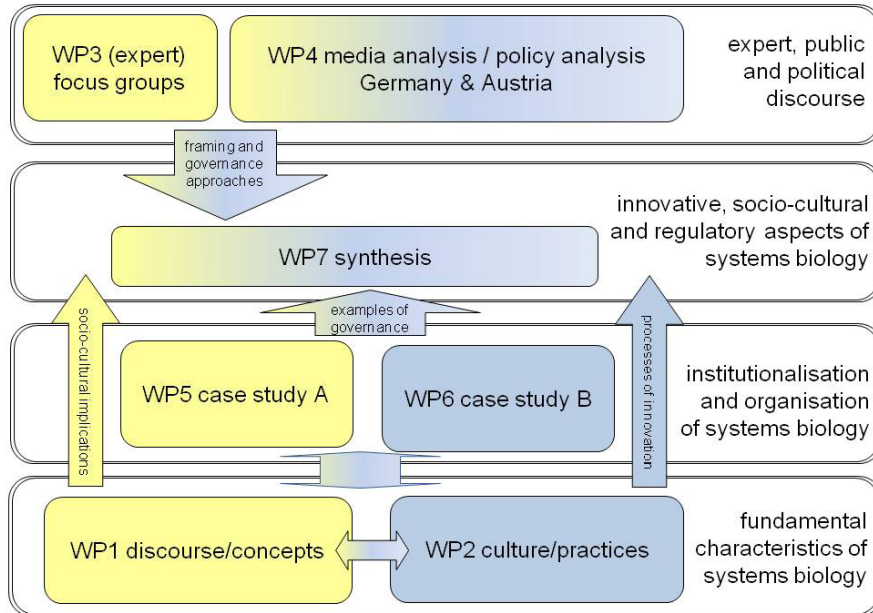 WP3 (expert)
focus groups
WP4 media analysis / policy analysis
Germany & Austria
expert, public
and political
discourse
framing and
governance
approaches
WP7 synthesis
innovative, socio-cultural
and regulatory aspects of
systems biology
socio-cultural implications
examples of
governance
processes of innovation
WP5 case study A
WP6 case study B
institutionalisation
and organisation
of systems biology
WP1 discourse/concepts
WP2 culture/practices
fundamental
characteristics of
systems biology